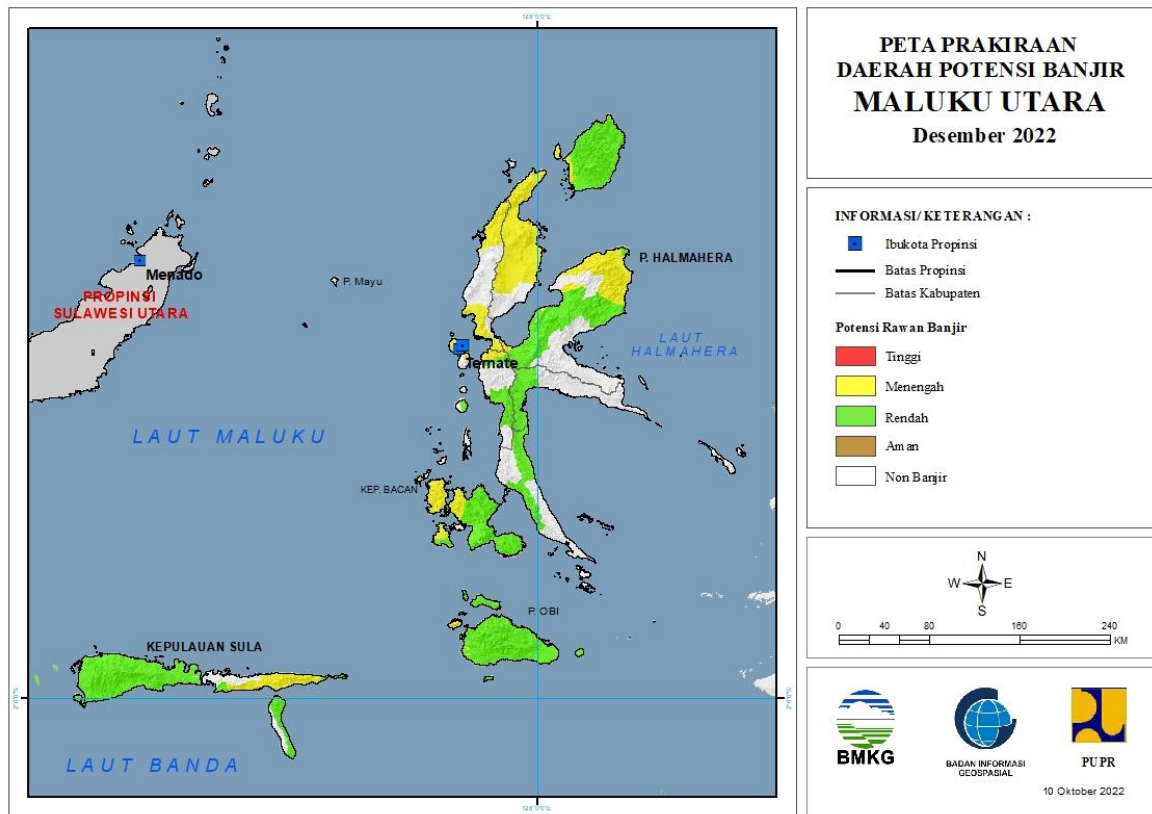 PETA PRAKIRAAN
DAERAH POTENSI BANJIR
MALUKU UTARA
Desember 2022
INFORMASI/ KETERANGAN :
Ibukota Propinsi
Batas Propinsi
Batas Kabupaten
Potensi Rawan Banjir
Tinggi
Menengah
Rendah
Aman
Non Banjir
N
W E
S
0 40 80 160 240
KM
BMKG
BADAN INFORMASI
GEOSPASIAL
PUPR
10 Oktober 2022
P. HALMAHERA
Menado
P. Mayu
PROPINSI
SULAWESI UTARA
LAUT
HALMAHERA
Ternate
LAUT MALUKU
KEP. BACAN
P. OBI
KEPULAUAN SULA
LAUT BANDA